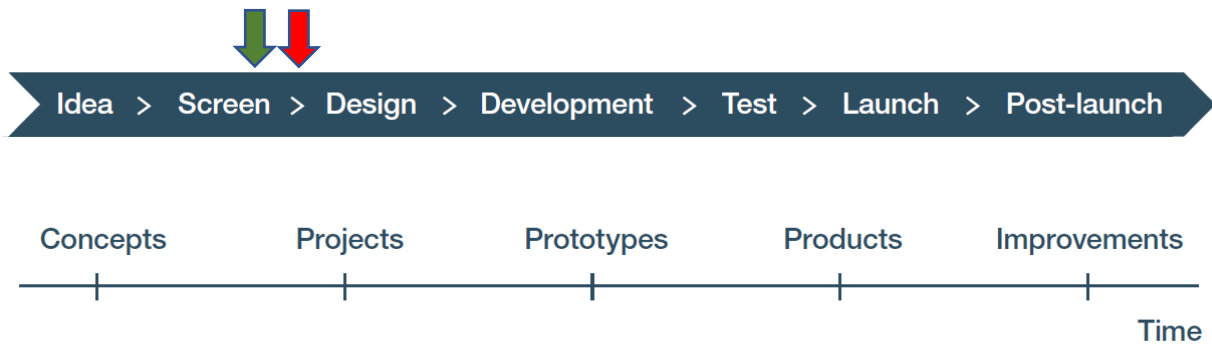 Idea > Screen > Design > Development > Test > Launch > Post-launch
Concepts Projects Prototypes Products Improvements
Time